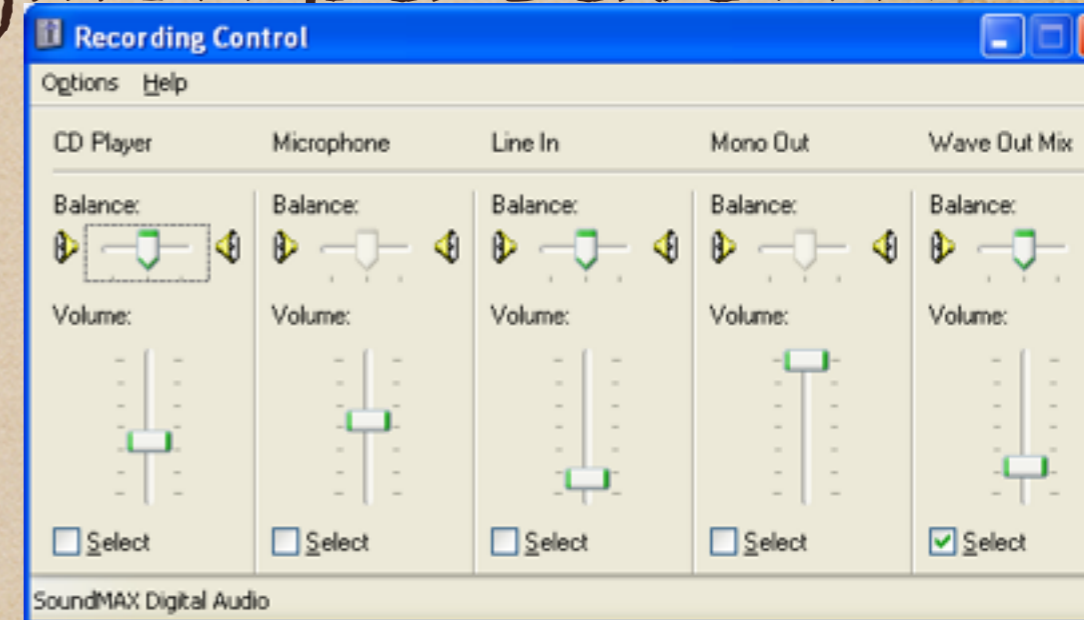 Recording Control
Options Help
CD Player Microphone Line In Mono Out Wave Out Mix
Balance: Balance: Balance: Balance: Balance:
Volume: Volume: Volume: Volume: Volume:
Select Select Select Select Select
SoundMAX Digital Audio